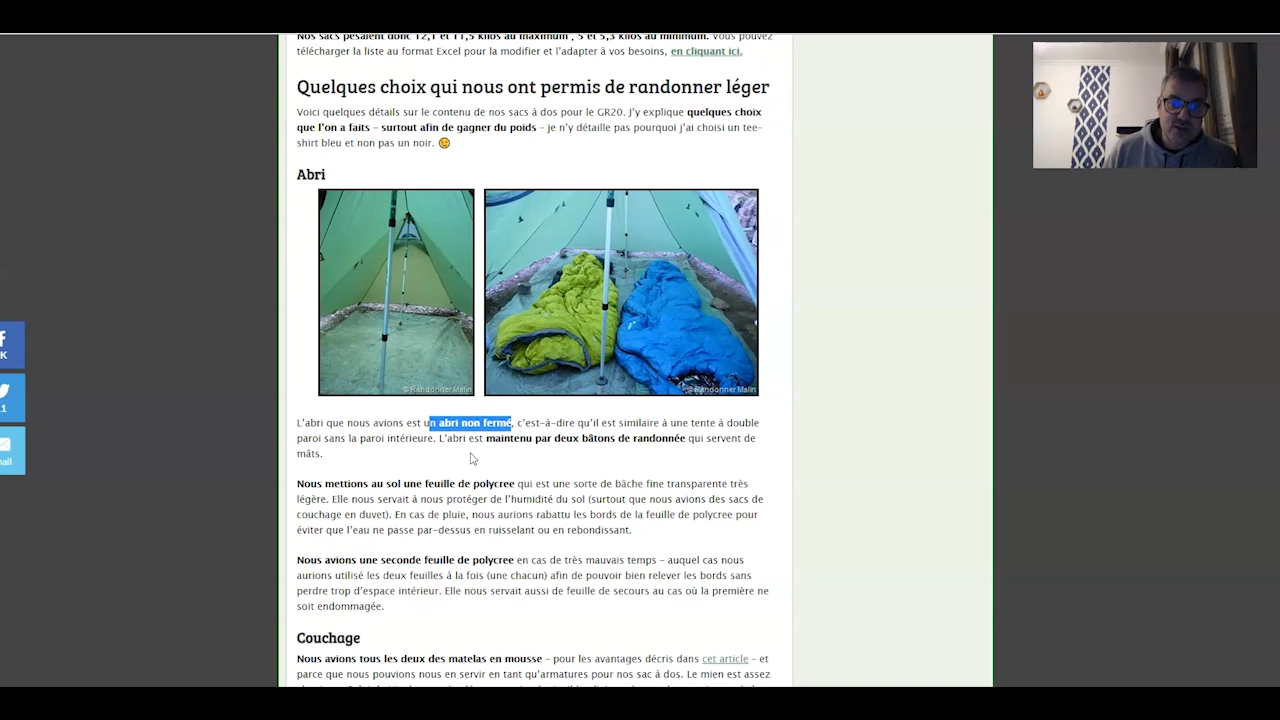 Nos sacs pesaient donc 12,1 et 11,5 kilos au maximum ; 5 et 5,3 kilos au minimum. Vous pouvez
télécharger la liste au format Excel pour la modifier et l'adapter à vos besoins, en cliquant ici.
Quelques choix qui nous ont permis de randonner léger
Voici quelques détails sur le contenu de nos sacs à dos pour le GR20. J'y explique quelques choix
que l'on a faits – surtout afin de gagner du poids – je n'y détaille pas pourquoi j'ai choisi un tee-
shirt bleu et non pas un noir.
Abri
©RandonnerMalin
©RandonnerMalin
L'abri que nous avions est un abri non fermé, c'est-à-dire qu'il est similaire à une tente à double
paroi sans la paroi intérieure. L'abri est maintenu par deux bâtons de randonnée qui servent de
mâts.
Nous mettions au sol une feuille de polycree qui est une sorte de bâche fine transparente très
légère. Elle nous servait à nous protéger de l'humidité du sol (surtout que nous avions des sacs de
couchage en duvet). En cas de pluie, nous aurions rabattu les bords de la feuille de polycree pour
éviter que l'eau ne passe par-dessus en ruisselant ou en rebondissant.
Nous avions une seconde feuille de polycree en cas de très mauvais temps – auquel cas nous
aurions utilisé les deux feuilles à la fois (une chacun) afin de pouvoir bien relever les bords sans
perdre trop d'espace intérieur. Elle nous servait aussi de feuille de secours au cas où la première ne
soit endommagée.
Couchage
Nous avions tous les deux des matelas en mousse – pour les avantages décris dans cet article – et
parce que nous pouvions nous en servir en tant qu'armatures pour nos sac à dos. Le mien est assez
K
1
mail